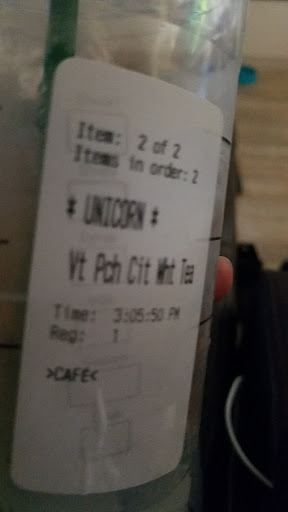 Item: 2 of 2
Items in order: 2
* UNICORN *
Vt Pch Cit Wht Tea
Time: 3:05:50 PM
Reg: 1
>CAFE<